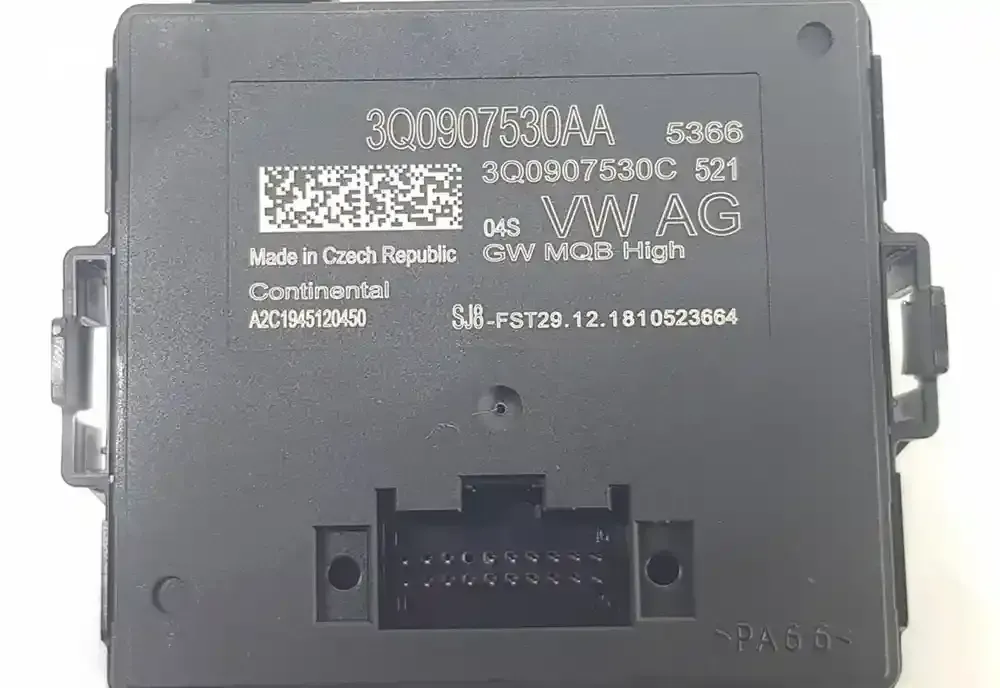 3Q0907530AA 5366
3Q0907530C 521
04S VW AG
Made in Czech Republic GW MQB High
Continental
A2C1945120450 SJ8-FST29.12.1810523664
>PA66<